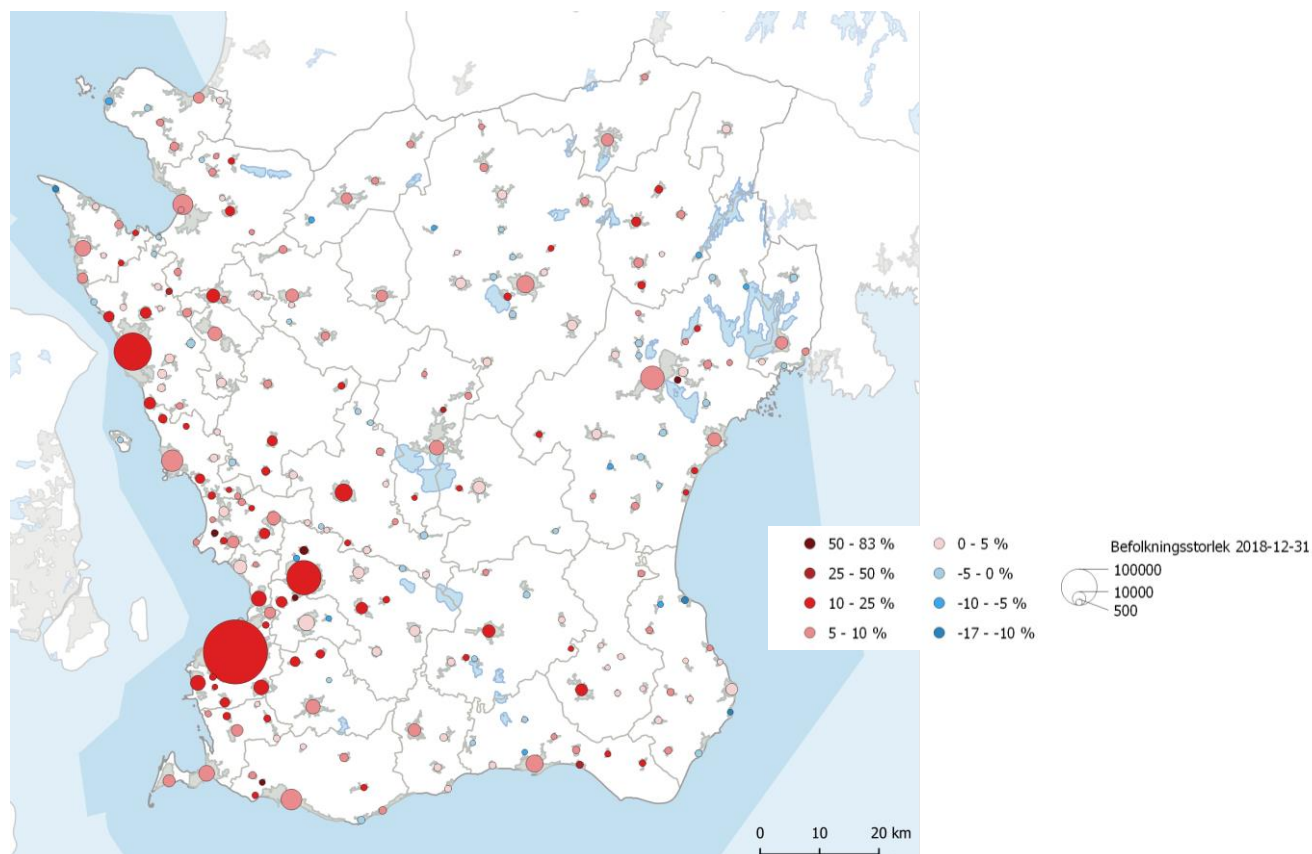 50 - 83 %
25 - 50 %
10 - 25 %
5 - 10 %
0 - 5 %
-5 - 0 %
-10 - -5 %
-17 - -10 %
Befolkningsstorlek 2018-12-31
100000
10000
500
0 10 20 km